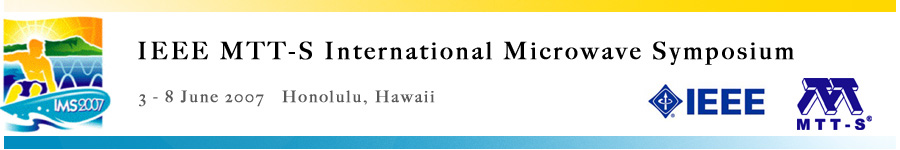 IEEE MTT-S International Microwave Symposium
IMS2007
3 - 8 June 2007 Honolulu, Hawaii
IEEE
MTT-S®